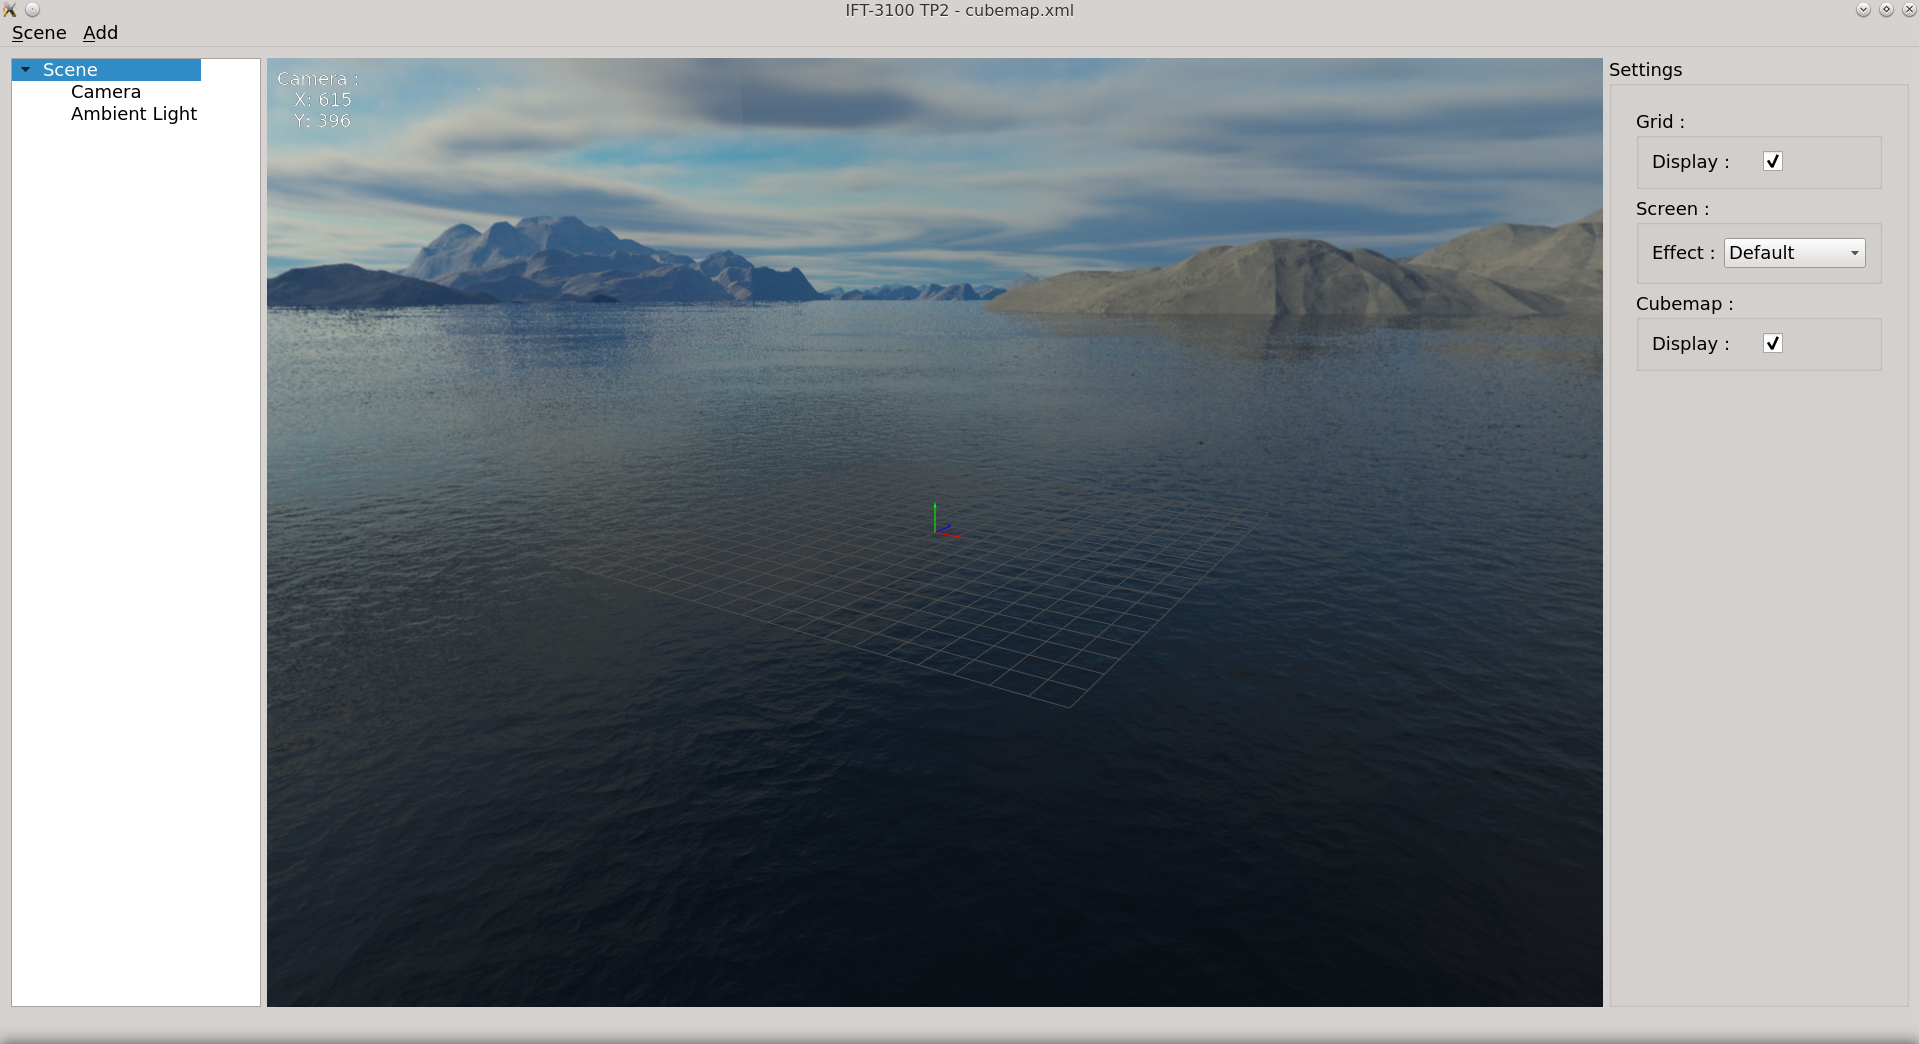 IFT-3100 TP2 - cubemap.xml
Scene Add
Scene
Camera
Ambient Light
Camera :
X: 615
Y: 396
Settings
Grid :
Display :
Screen :
Effect : Default
Cubemap :
Display :